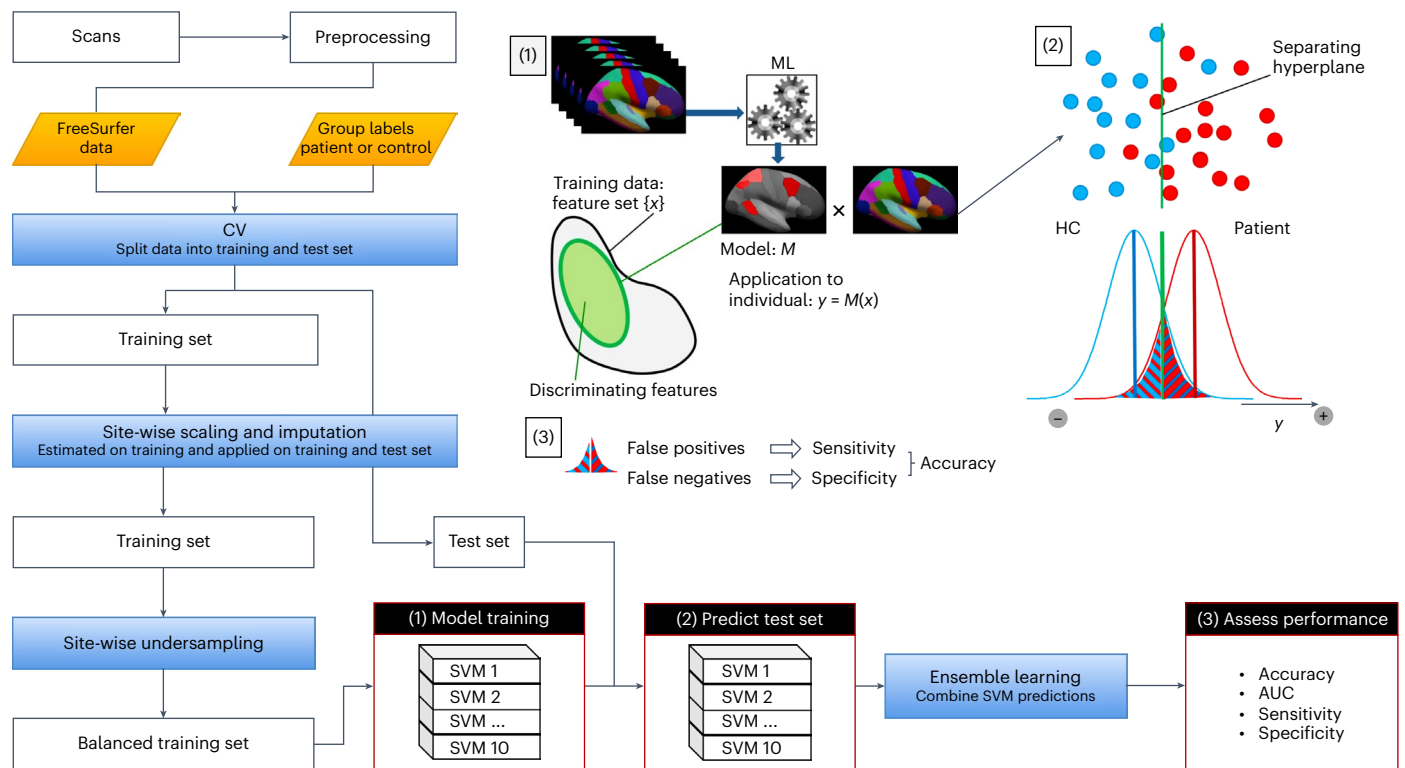 Scans
Preprocessing
FreeSurfer
data
Group labels
patient or control
CV
Split data into training and test set
Training set
Site-wise scaling and imputation
Estimated on training and applied on training and test set
Training set
Test set
Site-wise undersampling
Balanced training set
(1) Model training
SVM 1
SVM 2
SVM ...
SVM 10
(2) Predict test set
SVM 1
SVM 2
SVM ...
SVM 10
Ensemble learning
Combine SVM predictions
(3) Assess performance
• Accuracy
• AUC
• Sensitivity
• Specificity
(1)
ML
Training data:
feature set {x}
Model: M
×
Application to
individual: y = M(x)
Discriminating features
(2)
Separating
hyperplane
HC
Patient
−
y
+
(3)
False positives
Sensitivity
False negatives
Specificity
Accuracy